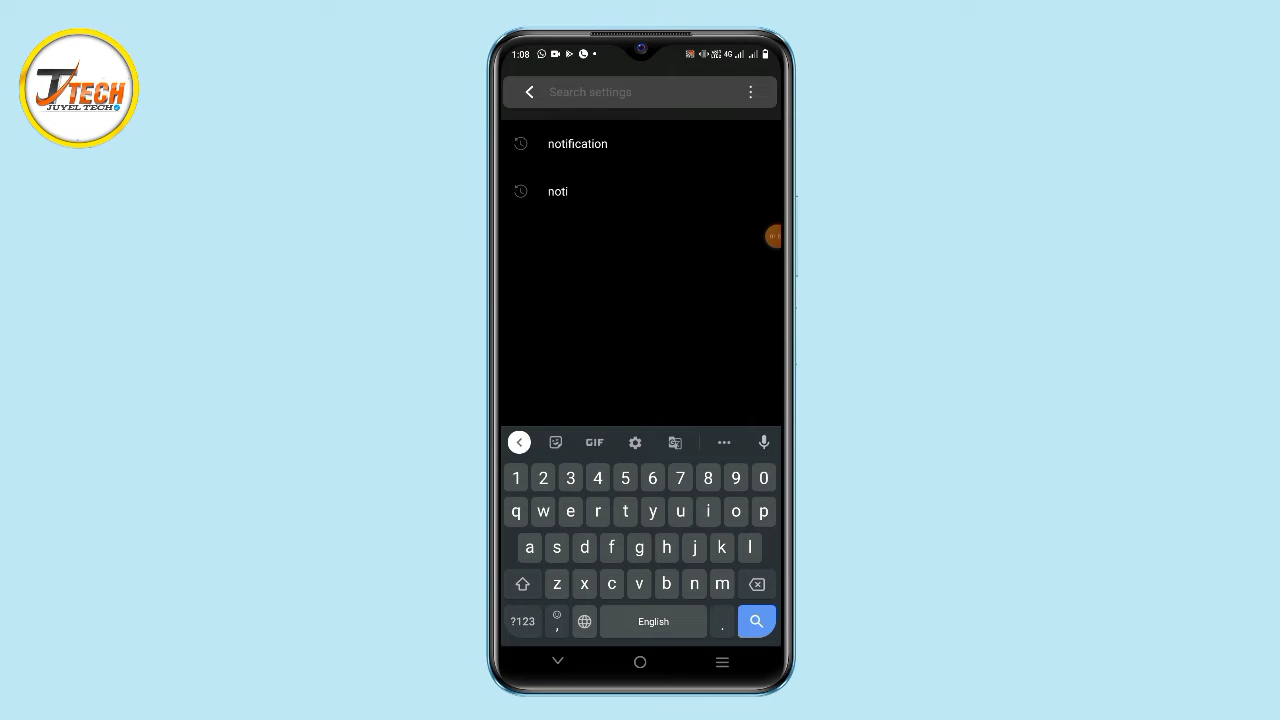 TECH
JUYEL TECH
1:08
4G
Search settings
notification
noti
GIF
1 2 3 4 5 6 7 8 9 0
q w e r t y u i o p
a s d f g h j k l
z x c v b n m
?123 , English .